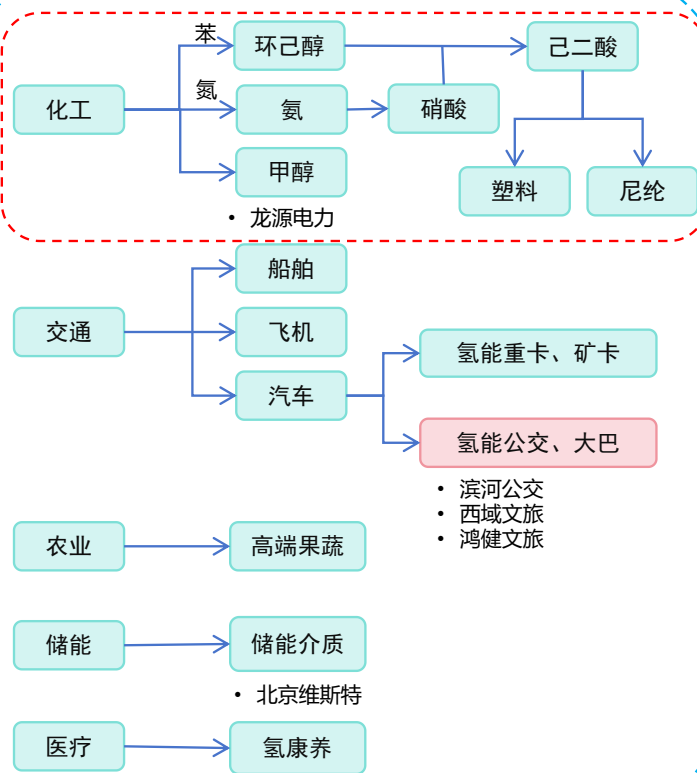 苯
环己醇
己二酸
化工
氮
氨
硝酸
甲醇
塑料
尼纶
• 龙源电力
船舶
交通
飞机
汽车
氢能重卡、矿卡
氢能公交、大巴
• 滨河公交
• 西域文旅
• 鸿健文旅
农业
高端果蔬
储能
储能介质
• 北京维斯特
医疗
氢康养